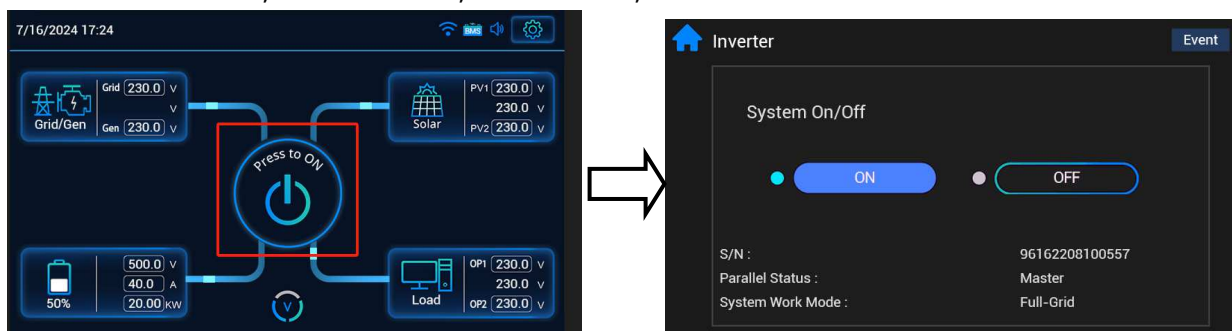 7/16/2024 17:24
BMS
Grid/Gen
Grid 230.0 V
V
Gen 230.0 V
Solar
PV1 230.0 V
230.0 V
PV2 230.0 V
Press to ON
50%
500.0 V
40.0 A
20.00 KW
V
Load
OP1 230.0 V
230.0 V
OP2 230.0 V
Inverter
Event
System On/Off
ON
OFF
S/N : 96162208100557
Parallel Status : Master
System Work Mode : Full-Grid